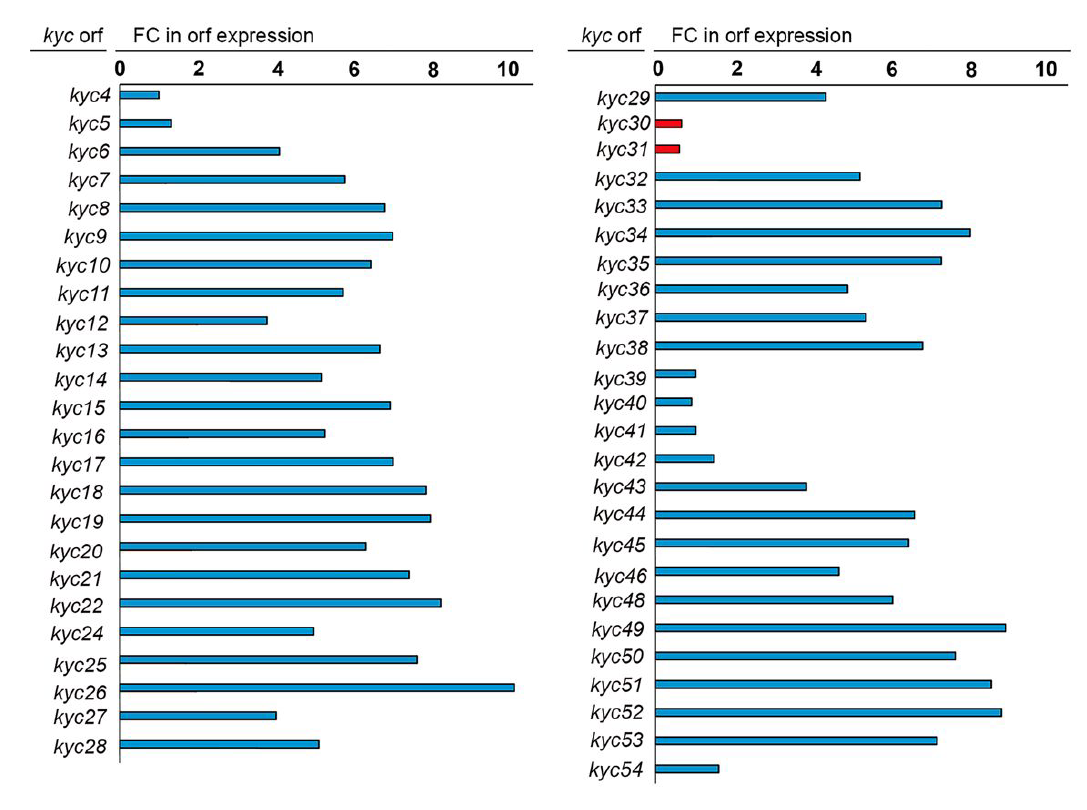 kyc orf FC in orf expression
0 2 4 6 8 10
kyc4
kyc5
kyc6
kyc7
kyc8
kyc9
kyc10
kyc11
kyc12
kyc13
kyc14
kyc15
kyc16
kyc17
kyc18
kyc19
kyc20
kyc21
kyc22
kyc24
kyc25
kyc26
kyc27
kyc28
kyc orf FC in orf expression
0 2 4 6 8 10
kyc29
kyc30
kyc31
kyc32
kyc33
kyc34
kyc35
kyc36
kyc37
kyc38
kyc39
kyc40
kyc41
kyc42
kyc43
kyc44
kyc45
kyc46
kyc48
kyc49
kyc50
kyc51
kyc52
kyc53
kyc54